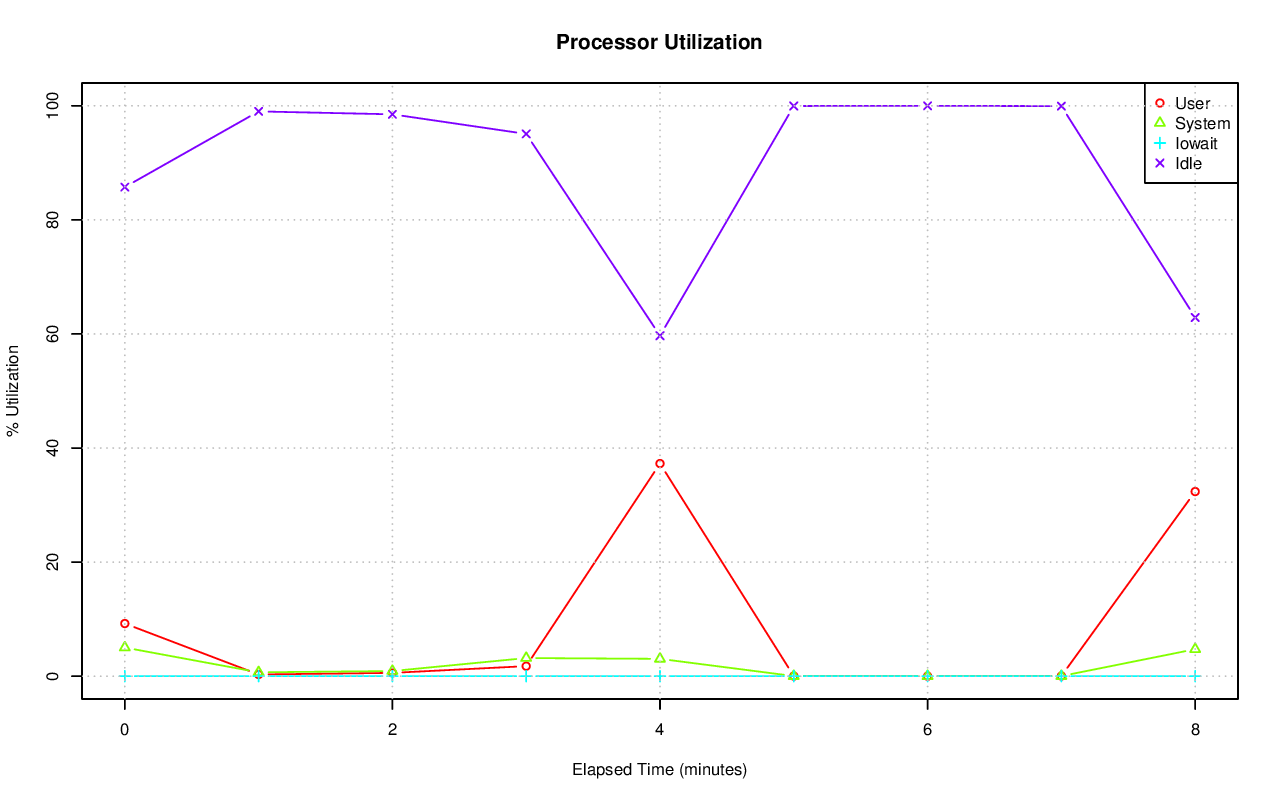 Processor Utilization
User
System
Iowait
Idle
% Utilization
100
80
60
40
20
0
0 2 4 6 8
Elapsed Time (minutes)